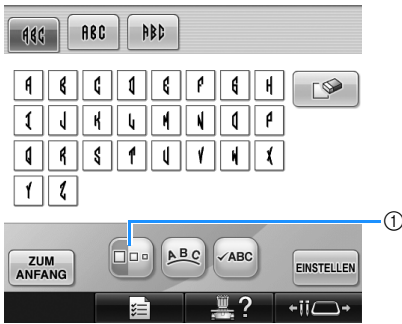 ABC ABC ABC
A B C D E F G H
I J K L M N O P
Q R S T U V W X
Y Z
①
ABC ✓ABC
ZUM
ANFANG
EINSTELLEN
?